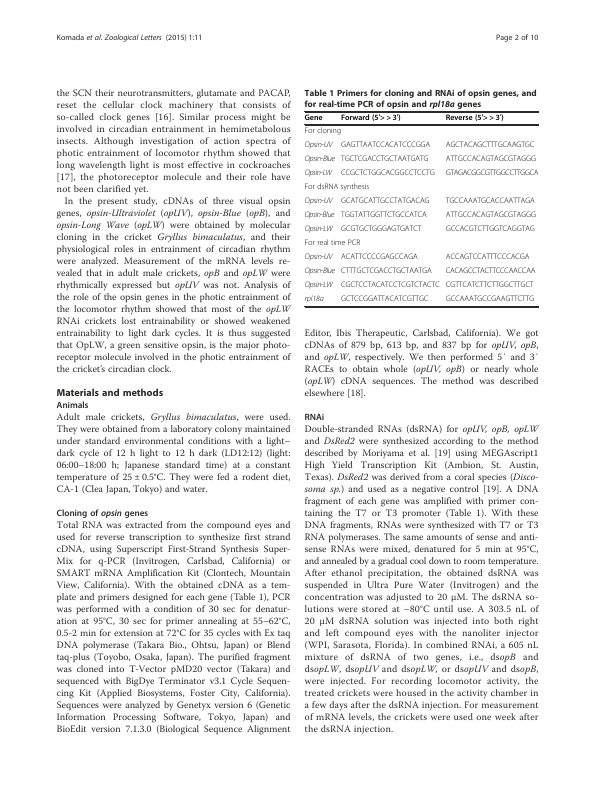 Komada et al. Zoological Letters (2015) 1:11
Page 2 of 10
the SCN their neurotransmitters, glutamate and PACAP,
reset the cellular clock machinery that consists of
so-called clock genes [16]. Similar process might be
involved in circadian entrainment in hemimetabolous
insects. Although investigation of action spectra of
photic entrainment of locomotor rhythm showed that
long wavelength light is most effective in cockroaches
[17], the photoreceptor molecule and their role have
not been clarified yet.
In the present study, cDNAs of three visual opsin
genes, opsin-Ultraviolet (opUV), opsin-Blue (opB), and
opsin-Long Wave (opLW) were obtained by molecular
cloning in the cricket Gryllus bimaculatus, and their
physiological roles in entrainment of circadian rhythm
were analyzed. Measurement of the mRNA levels re-
vealed that in adult male crickets, opB and opLW were
rhythmically expressed but opUV was not. Analysis of
the role of the opsin genes in the photic entrainment of
the locomotor rhythm showed that most of the opLW
RNAi crickets lost entrainability or showed weakened
entrainability to light dark cycles. It is thus suggested
that OpLW, a green sensitive opsin, is the major photo-
receptor molecule involved in the photic entrainment of
the cricket's circadian clock.
Materials and methods
Animals
Adult male crickets, Gryllus bimaculatus, were used.
They were obtained from a laboratory colony maintained
under standard environmental conditions with a light–
dark cycle of 12 h light to 12 h dark (LD12:12) (light:
06:00–18:00 h; Japanese standard time) at a constant
temperature of 25 ± 0.5°C. They were fed a rodent diet,
CA-1 (Clea Japan, Tokyo) and water.
Cloning of opsin genes
Total RNA was extracted from the compound eyes and
used for reverse transcription to synthesize first strand
cDNA, using Superscript First-Strand Synthesis Super-
Mix for q-PCR (Invitrogen, Carlsbad, California) or
SMART mRNA Amplification Kit (Clontech, Mountain
View, California). With the obtained cDNA as a tem-
plate and primers designed for each gene (Table 1), PCR
was performed with a condition of 30 sec for denatur-
ation at 95°C, 30 sec for primer annealing at 55–62°C,
0.5-2 min for extension at 72°C for 35 cycles with Ex taq
DNA polymerase (Takara Bio., Ohtsu, Japan) or Blend
taq-plus (Toyobo, Osaka, Japan). The purified fragment
was cloned into T-Vector pMD20 vector (Takara) and
sequenced with BigDye Terminator v3.1 Cycle Sequen-
cing Kit (Applied Biosystems, Foster City, California).
Sequences were analyzed by Genetyx version 6 (Genetic
Information Processing Software, Tokyo, Japan) and
BioEdit version 7.1.3.0 (Biological Sequence Alignment
Table 1 Primers for cloning and RNAi of opsin genes, and
for real-time PCR of opsin and rpl18a genes
Gene Forward (5'> > 3') Reverse (5'> > 3')
For cloning
Opsin-UV GAGTTAATCCACATCCCGGA AGCTACAGCTTTGCAAGTGC
Opsin-Blue TGCTCGACCTGCTAATGATG ATTGCCACAGTAGCGTAGGG
Opsin-LW CCGCTCTGGCACGGCCTCCTG GTAGACGGCGTTGGCCTTGGCA
For dsRNA synthesis
Opsin-UV GCATGCATTGCCTATGACAG TGCCAAATGCACCAATTAGA
Opsin-Blue TGGTATTGGTTCTGCCATCA ATTGCCACAGTAGCGTAGGG
Opsin-LW GCGTGCTGGGAGTGATCT GCCACGTCTTGGTCAGGTAG
For real time PCR
Opsin-UV ACATTCCCCGAGCCAGA ACCAGTCCATTTCCCACGA
Opsin-Blue CTTTGCTCGACCTGCTAATGA CACAGCCTACTTCCCAACCAA
Opsin-LW CGCTCCTACATCCTCGTCTACTC CGTTCATCTTCTTGGCTTGCT
rpl18a GCTCCGGATTACATCGTTGC GCCAAATGCCGAAGTTCTTG
Editor, Ibis Therapeutic, Carlsbad, California). We got
cDNAs of 879 bp, 613 bp, and 837 bp for opUV, opB,
and opLW, respectively. We then performed 5′ and 3′
RACEs to obtain whole (opUV, opB) or nearly whole
(opLW) cDNA sequences. The method was described
elsewhere [18].
RNAi
Double-stranded RNAs (dsRNA) for opUV, opB, opLW
and DsRed2 were synthesized according to the method
described by Moriyama et al. [19] using MEGAscript1
High Yield Transcription Kit (Ambion, St. Austin,
Texas). DsRed2 was derived from a coral species (Disco-
soma sp.) and used as a negative control [19]. A DNA
fragment of each gene was amplified with primer con-
taining the T7 or T3 promoter (Table 1). With these
DNA fragments, RNAs were synthesized with T7 or T3
RNA polymerases. The same amounts of sense and anti-
sense RNAs were mixed, denatured for 5 min at 95°C,
and annealed by a gradual cool down to room temperature.
After ethanol precipitation, the obtained dsRNA was
suspended in Ultra Pure Water (Invitrogen) and the
concentration was adjusted to 20 μM. The dsRNA so-
lutions were stored at −80°C until use. A 303.5 nL of
20 μM dsRNA solution was injected into both right
and left compound eyes with the nanoliter injector
(WPI, Sarasota, Florida). In combined RNAi, a 605 nL
mixture of dsRNA of two genes, i.e., dsopB and
dsopLW, dsopUV and dsopLW, or dsopUV and dsopB,
were injected. For recording locomotor activity, the
treated crickets were housed in the activity chamber in
a few days after the dsRNA injection. For measurement
of mRNA levels, the crickets were used one week after
the dsRNA injection.